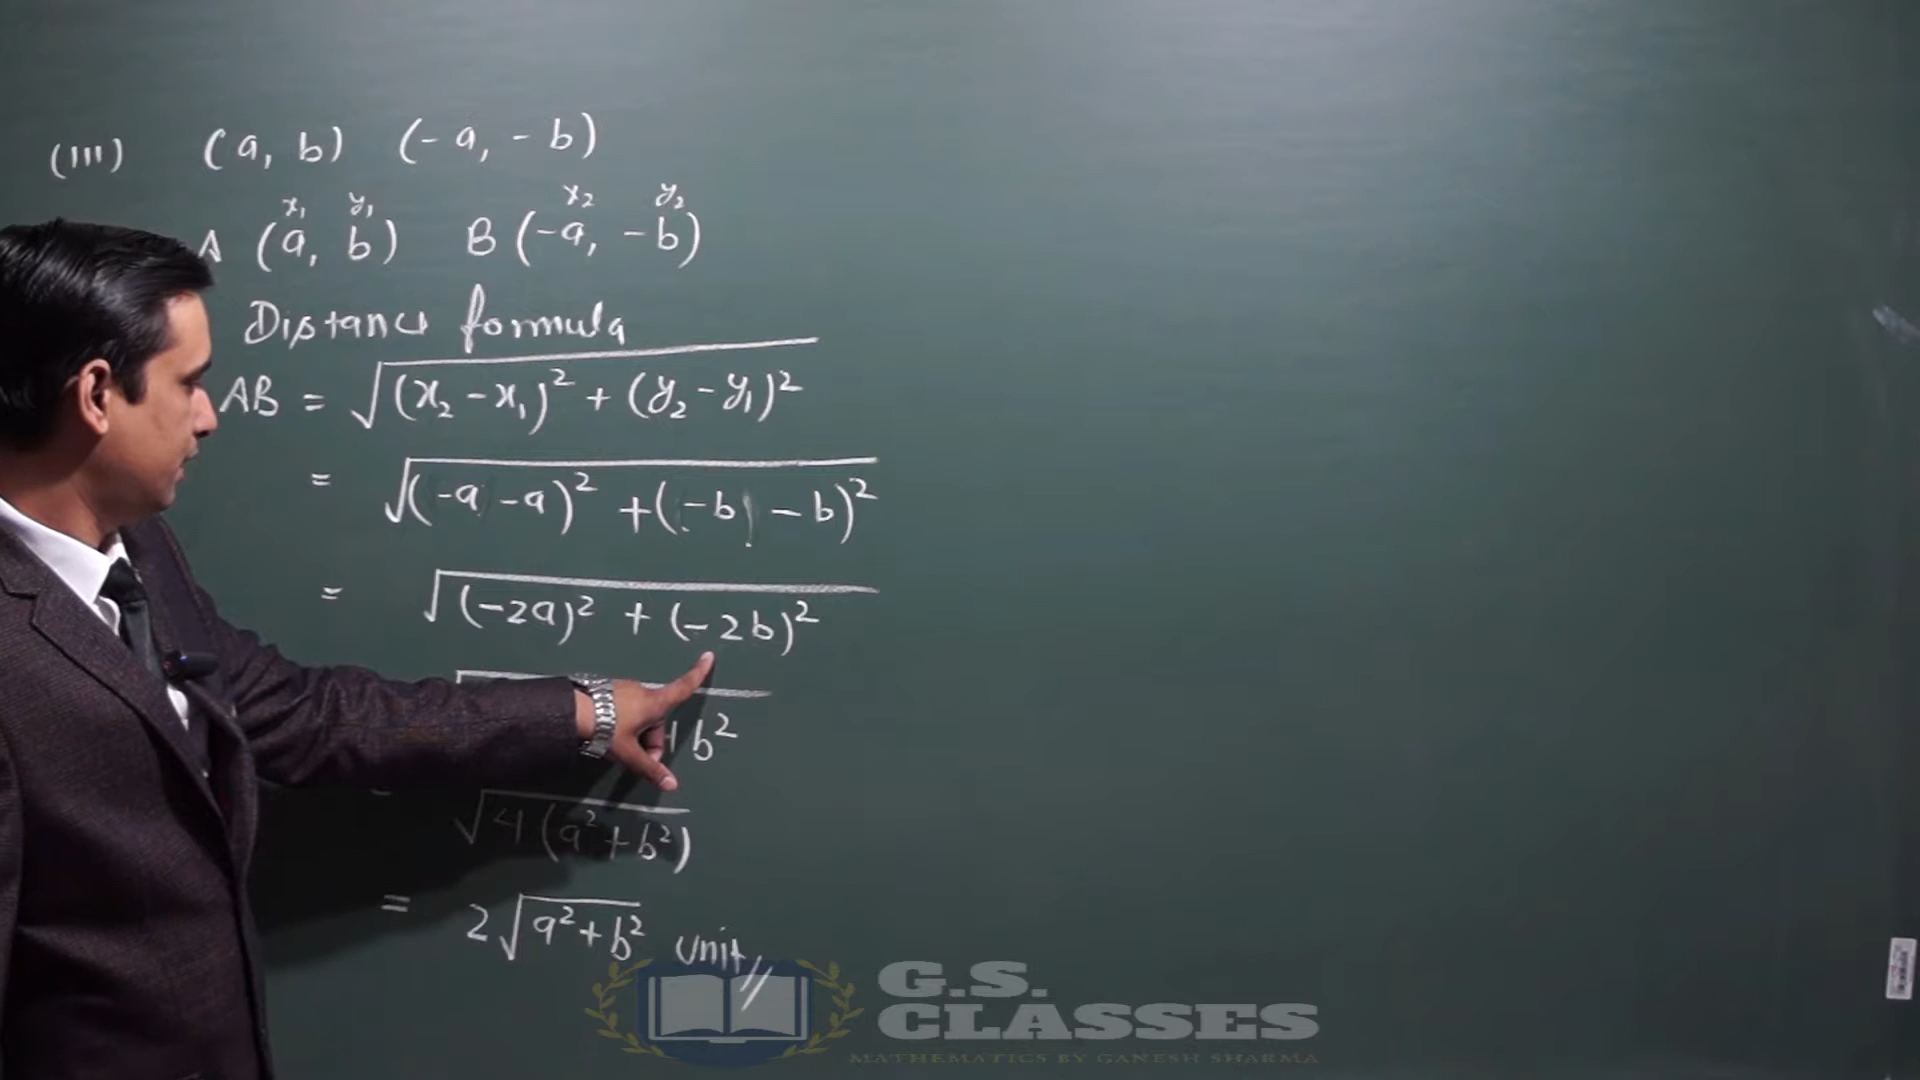 (III) (a, b) (-a, -b)
x₁ y₁ x₂ y₂
A (a, b) B (-a, -b)
Distance formula
AB = √((x₂ - x₁)² + (y₂ - y₁)²)
= √((-a - a)² + (-b - b)²)
= √((-2a)² + (-2b)²)
+ b²
√(4(a² + b²))
= 2√(a² + b²) unit//
G.S.
CLASSES
MATHEMATICS BY GANESH SHARMA